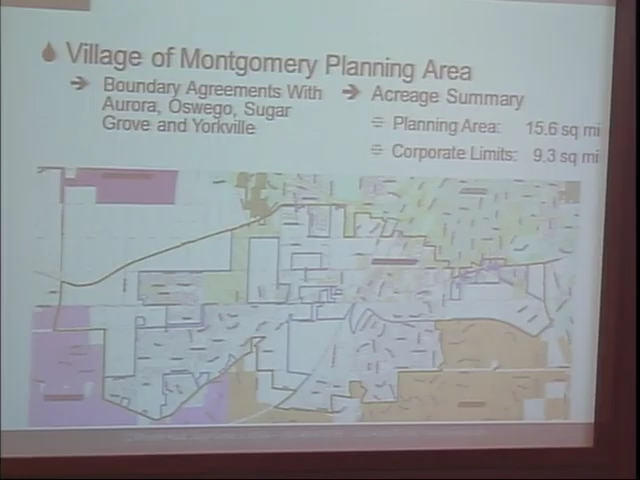 Village of Montgomery Planning Area
Boundary Agreements With
Aurora, Oswego, Sugar
Grove and Yorkville
Acreage Summary
Planning Area: 15.6 sq mi
Corporate Limits: 9.3 sq mi